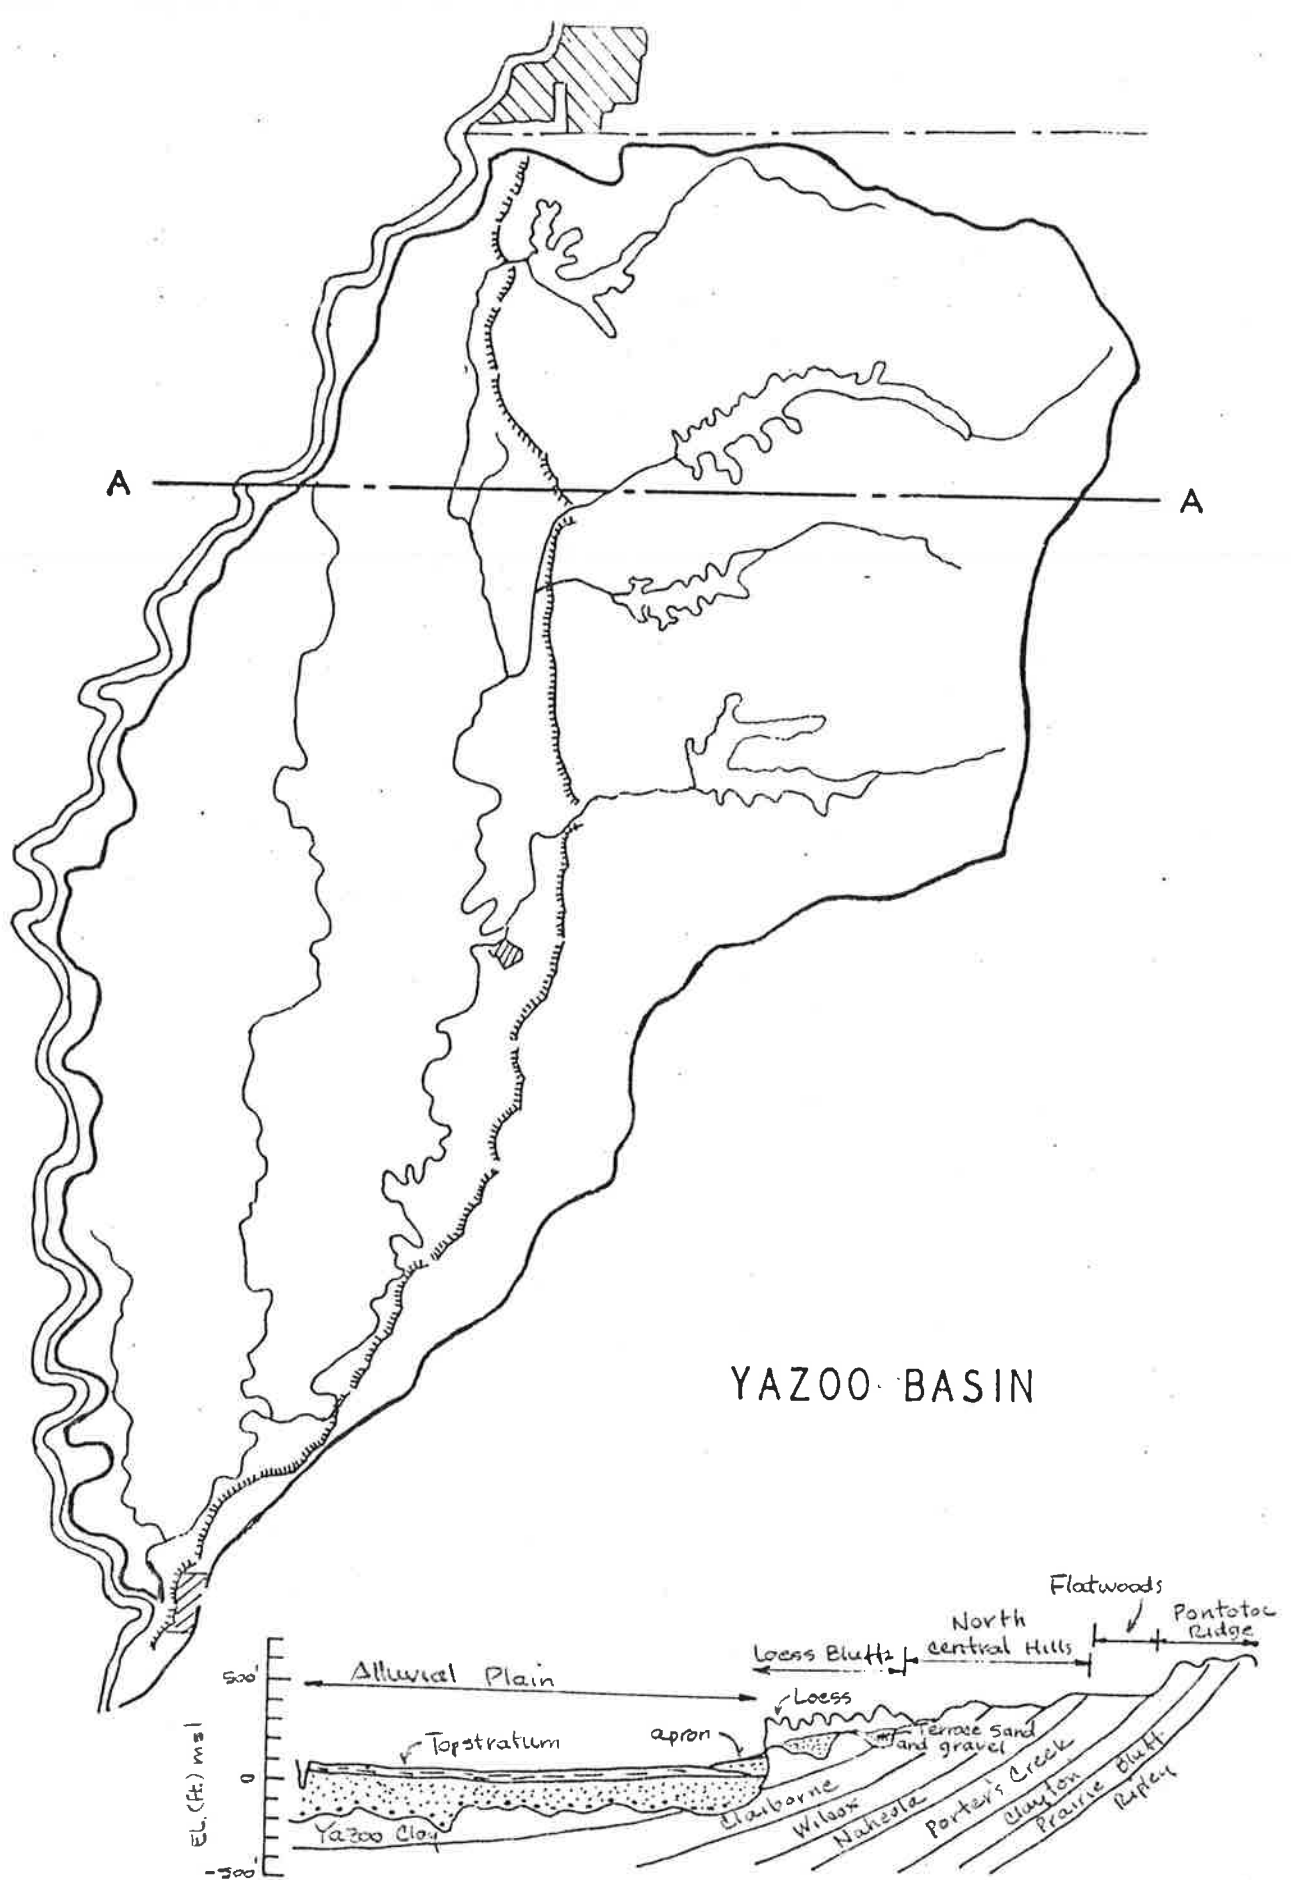 A
A
YAZOO BASIN
Flatwoods
Pontotoc
Ridge
North
Central Hills
Loess Bluffs
Alluvial Plain
Loess
500'
Topstratum
apron
Terrace Sand
and gravel
0
EL. (ft.) msl
Yazoo Clay
-500'
Claiborne
Wilcox
Naheola
Porter's Creek
Clayton
Prairie Bluff
Ripley